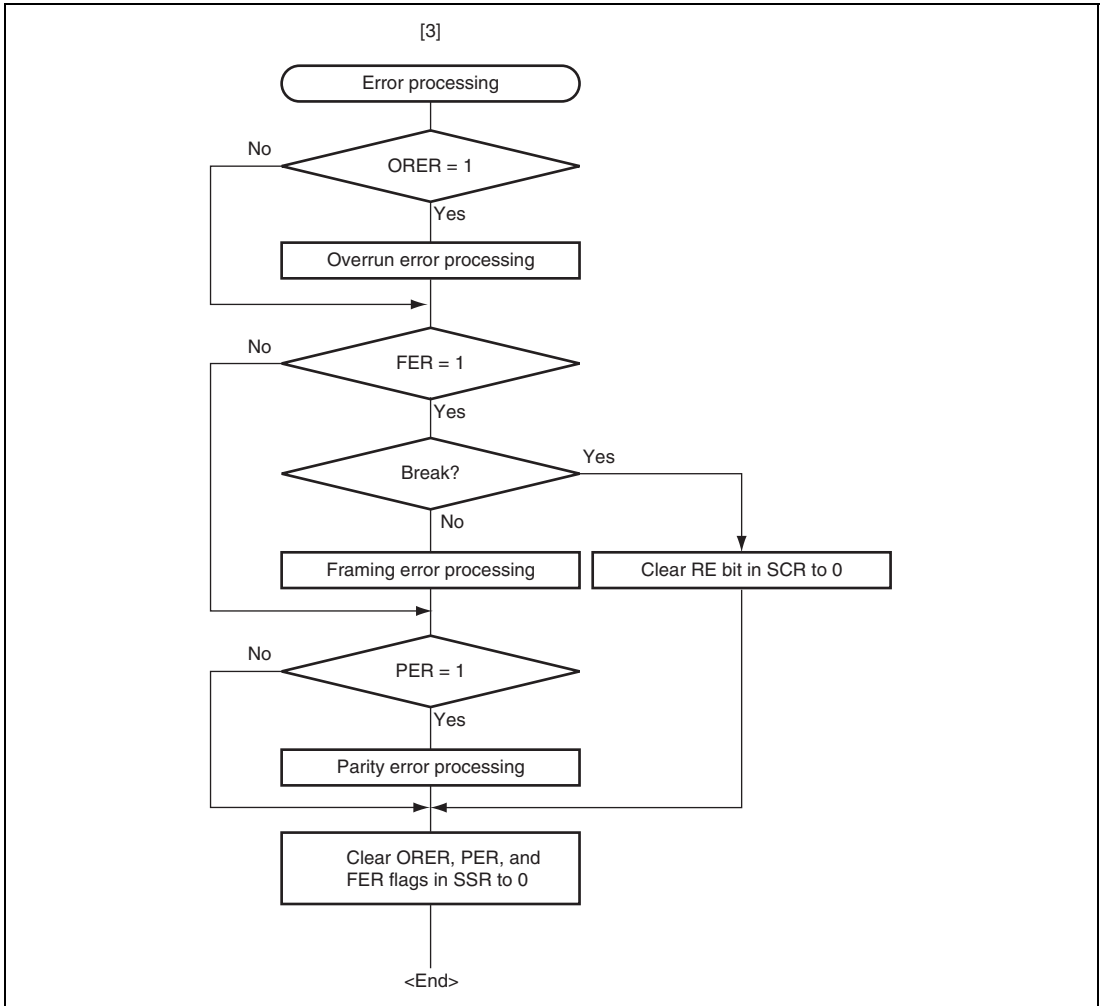 [3]
Error processing
No
ORER = 1
Yes
Overrun error processing
No
FER = 1
Yes
Break?
Yes
No
Framing error processing
Clear RE bit in SCR to 0
No
PER = 1
Yes
Parity error processing
Clear ORER, PER, and
FER flags in SSR to 0
<End>